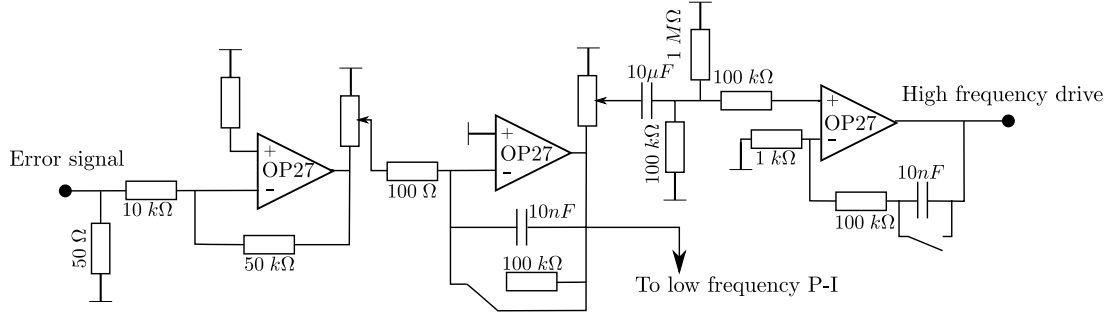 Error signal
50 Ω
10 kΩ
+
OP27
-
50 kΩ
100 Ω
+
OP27
-
10nF
100 kΩ
To low frequency P-I
10μF
1 MΩ
100 kΩ
100 kΩ
+
OP27
-
1 kΩ
100 kΩ
10nF
High frequency drive